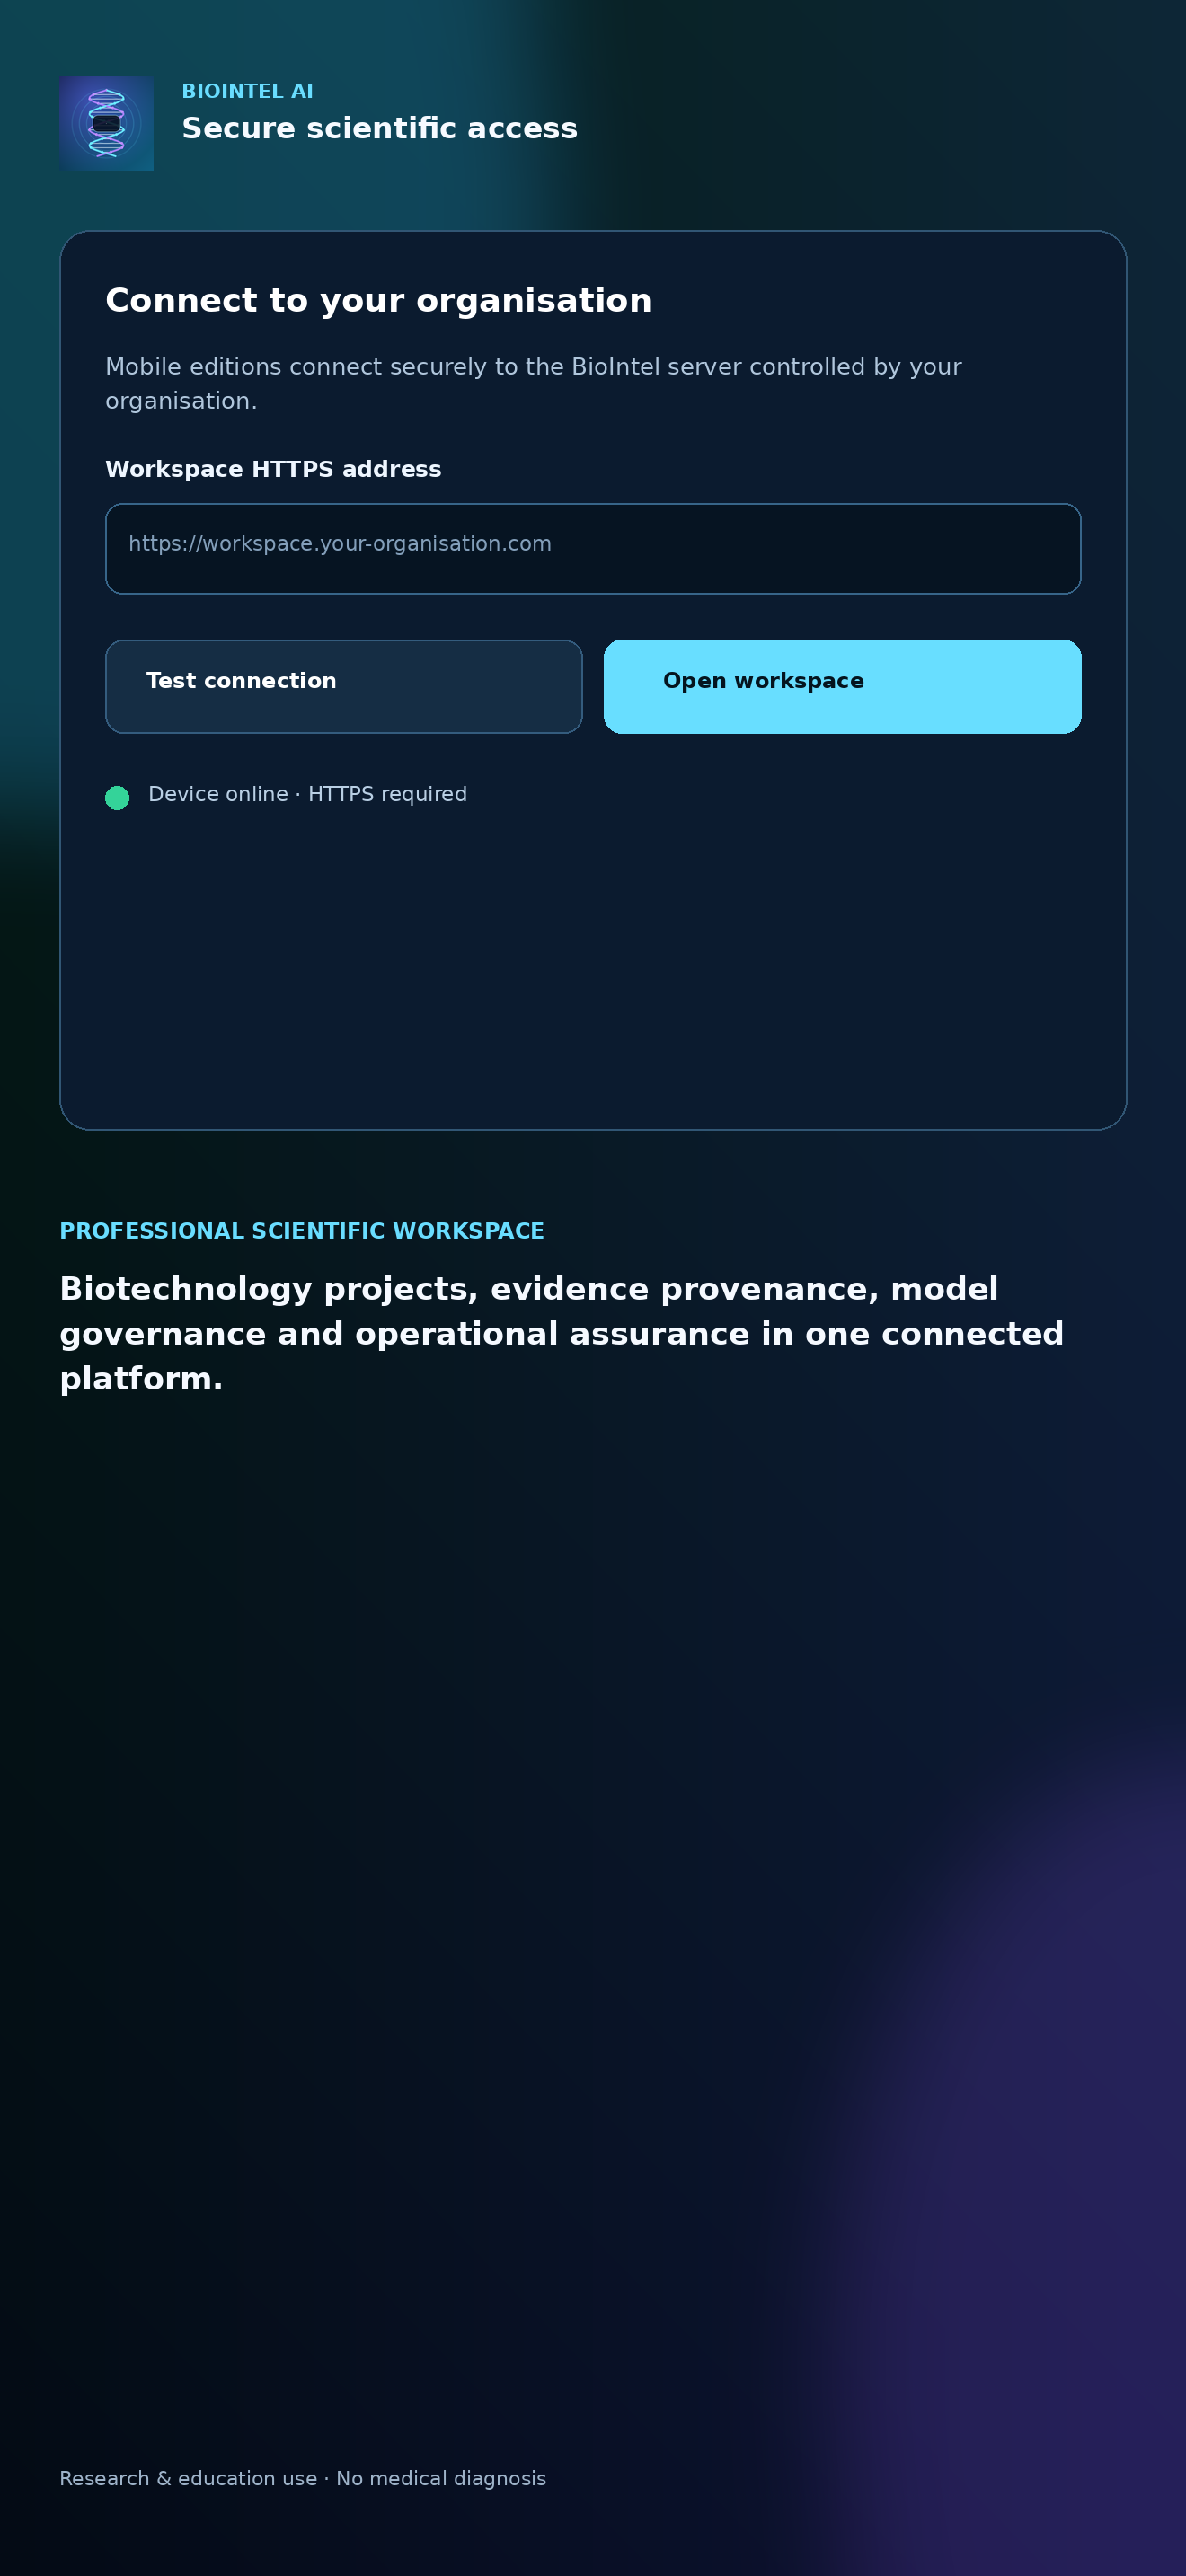 BIOINTEL AI
Secure scientific access
Connect to your organisation
Mobile editions connect securely to the BioIntel server controlled by your
organisation.
Workspace HTTPS address
https://workspace.your-organisation.com
Test connection
Open workspace
Device online · HTTPS required
PROFESSIONAL SCIENTIFIC WORKSPACE
Biotechnology projects, evidence provenance, model
governance and operational assurance in one connected
platform.
Research & education use · No medical diagnosis